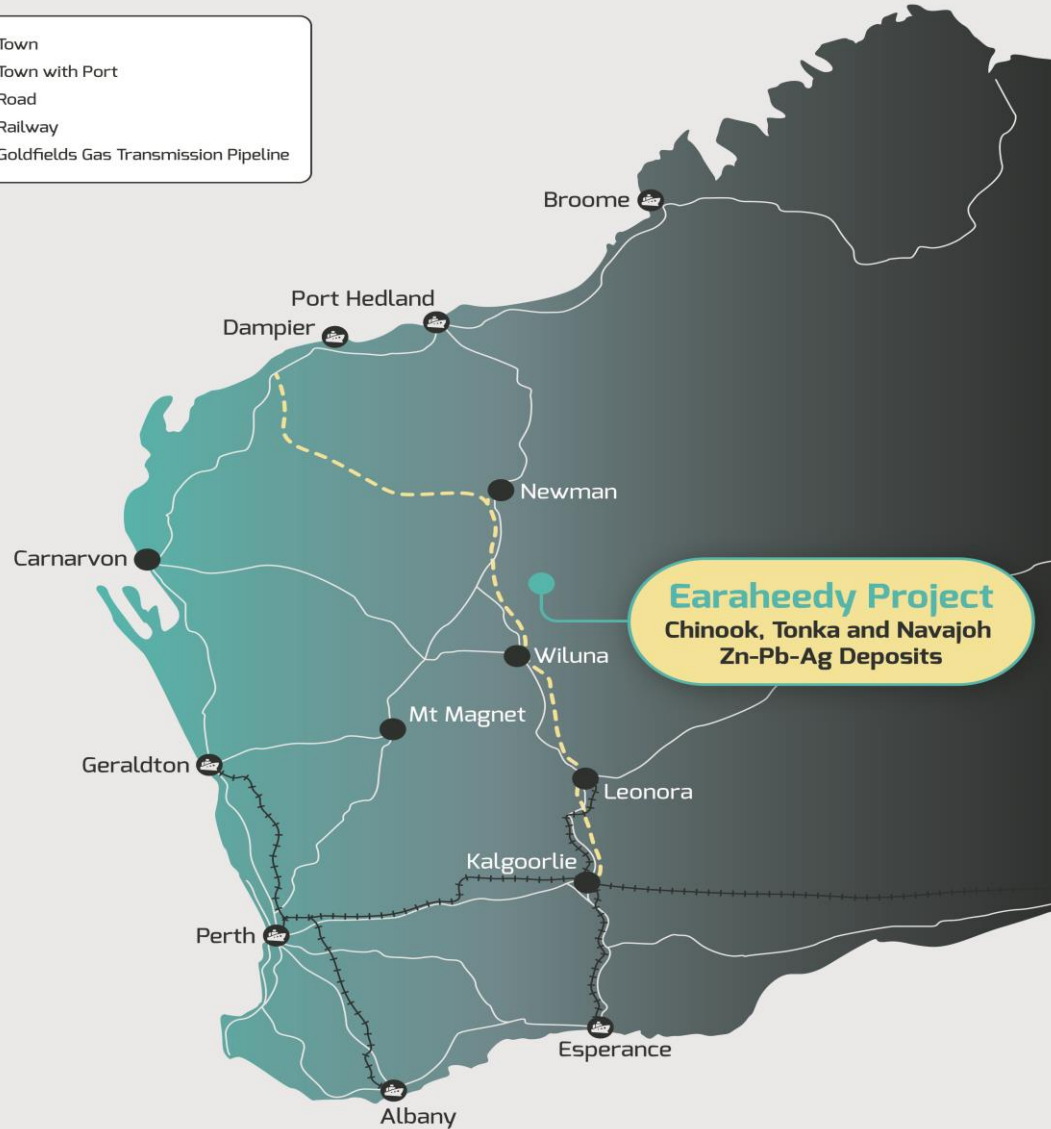 Town
Town with Port
Road
Railway
Goldfields Gas Transmission Pipeline
Broome
Port Hedland
Dampier
Newman
Carnarvon
Earaheedy Project
Chinook, Tonka and Navajoh
Zn-Pb-Ag Deposits
Wiluna
Mt Magnet
Geraldton
Leonora
Kalgoorlie
Perth
Esperance
Albany